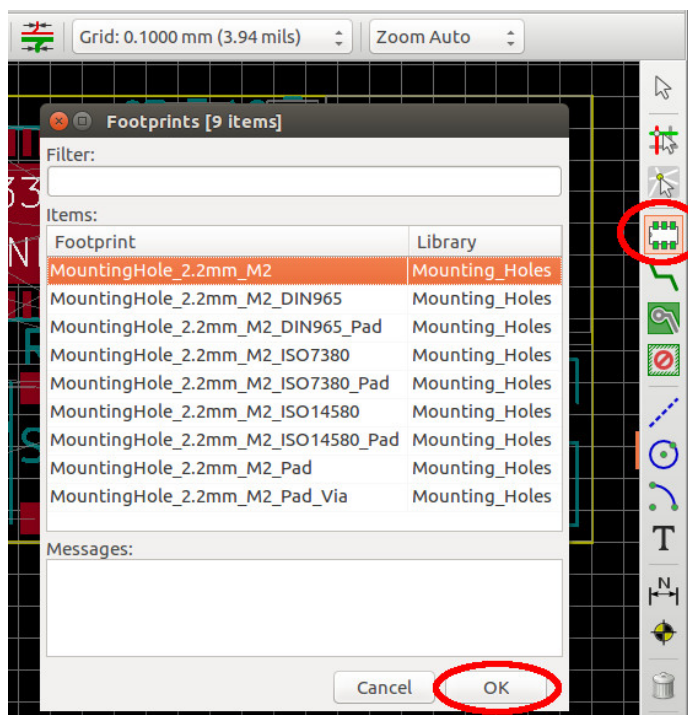 Grid: 0.1000 mm (3.94 mils) Zoom Auto
Footprints [9 items]
Filter:
Items:
Footprint Library
MountingHole_2.2mm_M2 Mounting_Holes
MountingHole_2.2mm_M2_DIN965 Mounting_Holes
MountingHole_2.2mm_M2_DIN965_Pad Mounting_Holes
MountingHole_2.2mm_M2_ISO7380 Mounting_Holes
MountingHole_2.2mm_M2_ISO7380_Pad Mounting_Holes
MountingHole_2.2mm_M2_ISO14580 Mounting_Holes
MountingHole_2.2mm_M2_ISO14580_Pad Mounting_Holes
MountingHole_2.2mm_M2_Pad Mounting_Holes
MountingHole_2.2mm_M2_Pad_Via Mounting_Holes
Messages:
Cancel OK
T
N